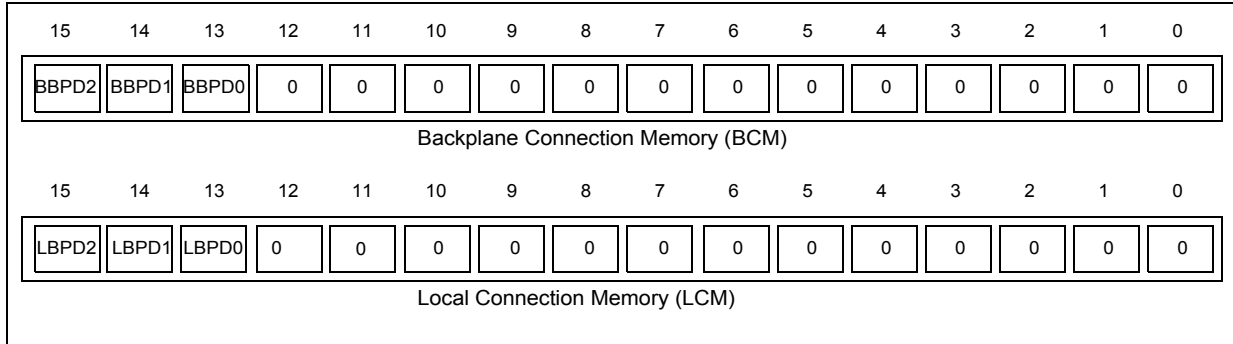 15 14 13 12 11 10 9 8 7 6 5 4 3 2 1 0
BBPD2 BBPD1 BBPD0 0 0 0 0 0 0 0 0 0 0 0 0 0
Backplane Connection Memory (BCM)
15 14 13 12 11 10 9 8 7 6 5 4 3 2 1 0
LBPD2 LBPD1 LBPD0 0 0 0 0 0 0 0 0 0 0 0 0 0
Local Connection Memory (LCM)